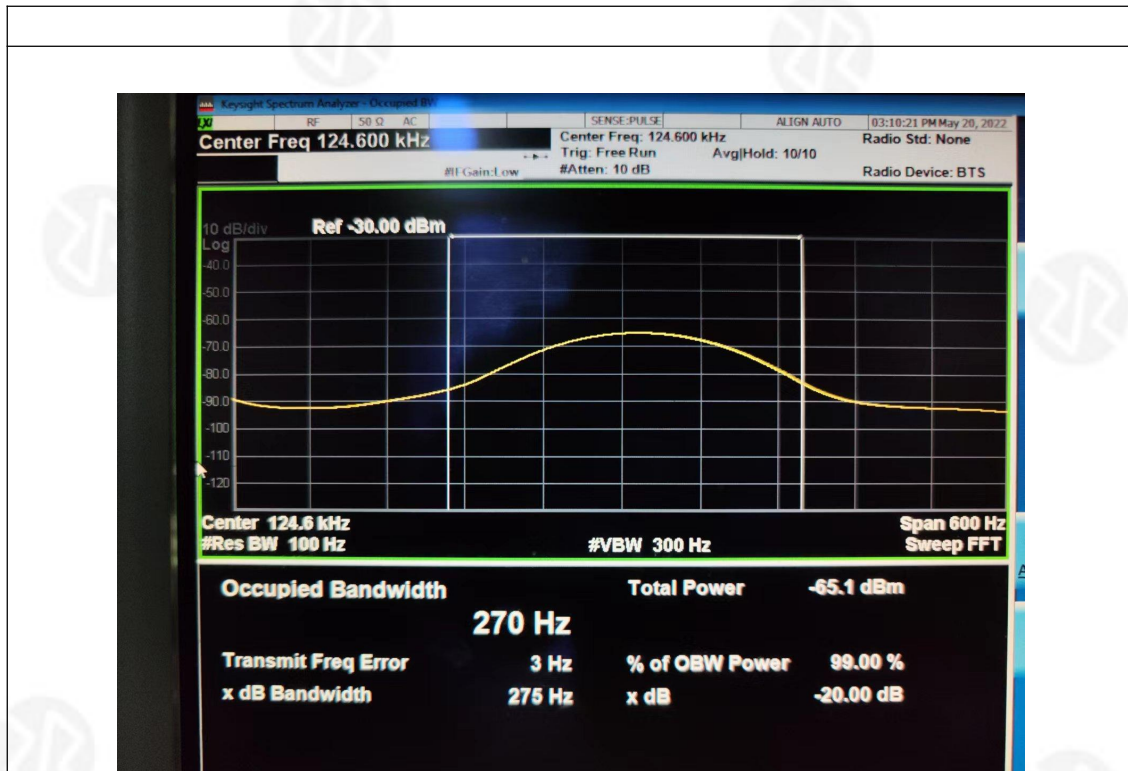 Keysight Spectrum Analyzer - Occupied BW
LXI RF 50 Ω AC SENSE:PULSE ALIGN AUTO 03:10:21 PM May 20, 2022
Center Freq 124.600 kHz Center Freq: 124.600 kHz Radio Std: None
Trig: Free Run Avg|Hold: 10/10
#IFGain:Low #Atten: 10 dB Radio Device: BTS
10 dB/div Ref -30.00 dBm
Log
-40.0
-50.0
-60.0
-70.0
-80.0
-90.0
-100
-110
-120
Center 124.6 kHz Span 600 Hz
#Res BW 100 Hz #VBW 300 Hz Sweep FFT
Occupied Bandwidth Total Power -65.1 dBm
270 Hz
Transmit Freq Error 3 Hz % of OBW Power 99.00 %
x dB Bandwidth 275 Hz x dB -20.00 dB